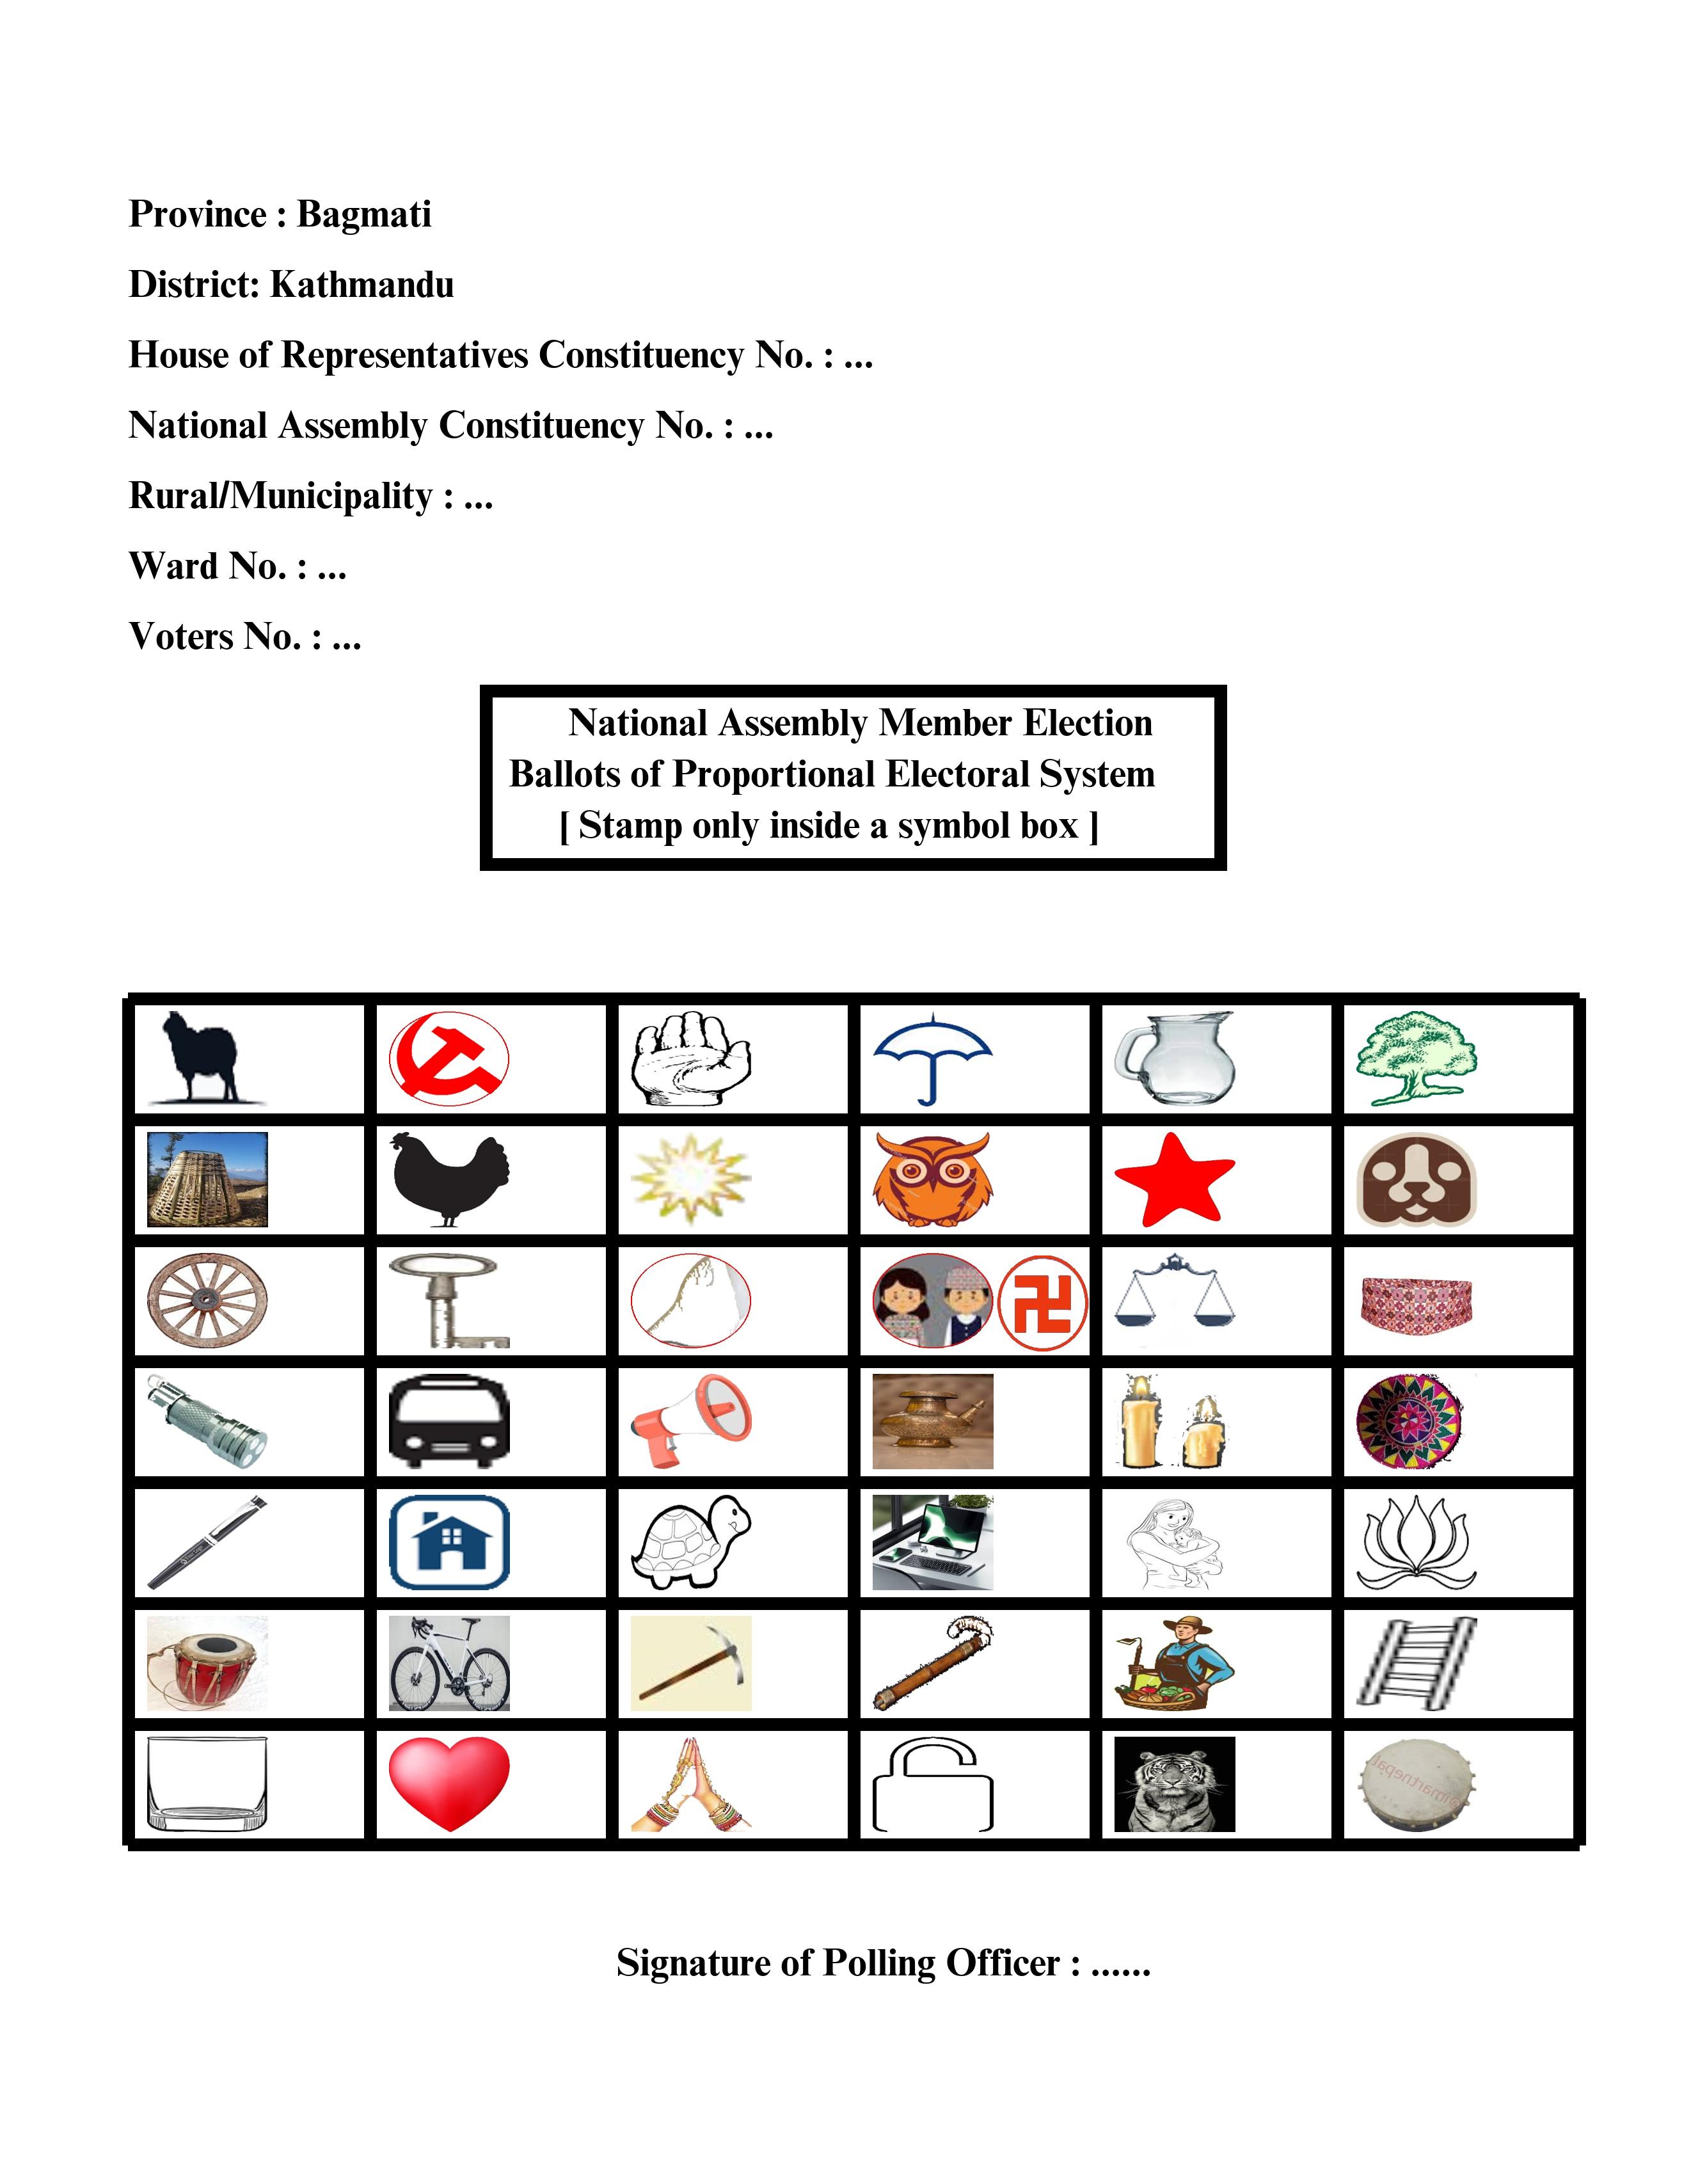 Province : Bagmati
District: Kathmandu
House of Representatives Constituency No. : ...
National Assembly Constituency No. : ...
Rural/Municipality : ...
Ward No. : ...
Voters No. : ...
National Assembly Member Election
Ballots of Proportional Electoral System
[ Stamp only inside a symbol box ]
Signature of Polling Officer : ......